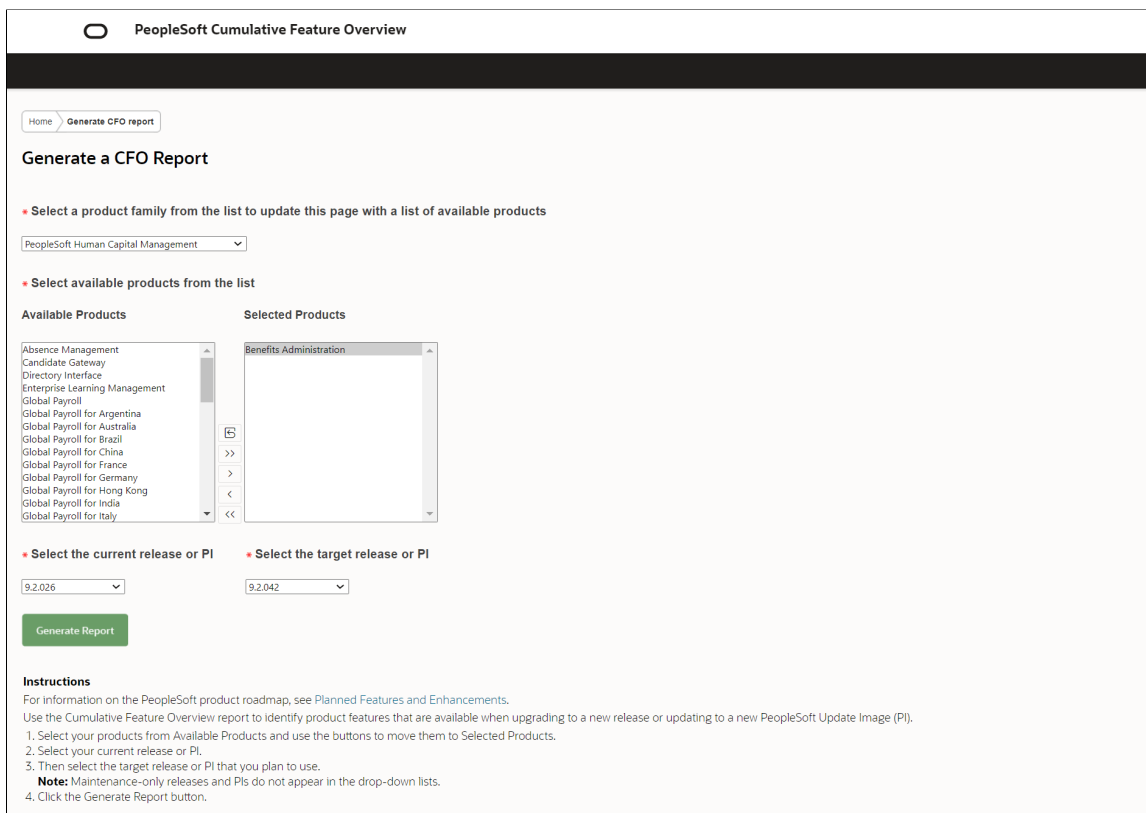 PeopleSoft Cumulative Feature Overview
Home
Generate CFO report
Generate a CFO Report
* Select a product family from the list to update this page with a list of available products
PeopleSoft Human Capital Management
* Select available products from the list
Available Products
Selected Products
Absence Management
Candidate Gateway
Directory Interface
Enterprise Learning Management
Global Payroll
Global Payroll for Argentina
Global Payroll for Australia
Global Payroll for Brazil
Global Payroll for China
Global Payroll for France
Global Payroll for Germany
Global Payroll for Hong Kong
Global Payroll for India
Global Payroll for Italy
Benefits Administration
* Select the current release or PI
* Select the target release or PI
9.2.026
9.2.042
Generate Report
Instructions
For information on the PeopleSoft product roadmap, see Planned Features and Enhancements.
Use the Cumulative Feature Overview report to identify product features that are available when upgrading to a new release or updating to a new PeopleSoft Update Image (PI).
1. Select your products from Available Products and use the buttons to move them to Selected Products.
2. Select your current release or PI.
3. Then select the target release or PI that you plan to use.
Note: Maintenance-only releases and PIs do not appear in the drop-down lists.
4. Click the Generate Report button.